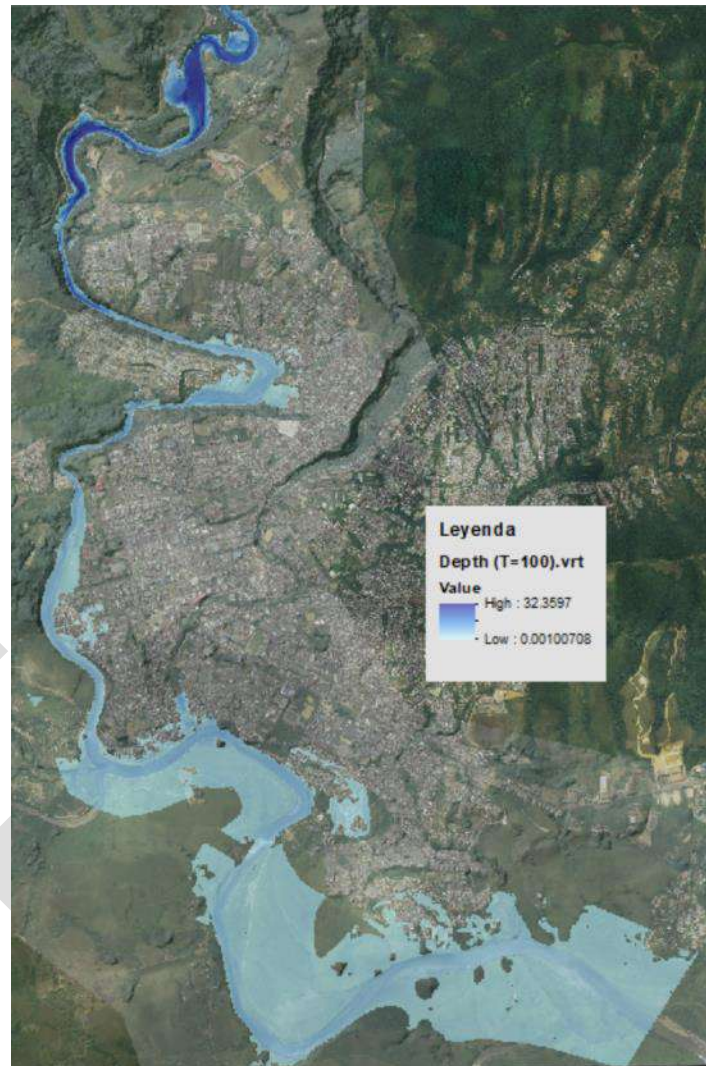 Leyenda
Depth (T=100).vrt
Value
High : 32.3597
Low : 0.00100708